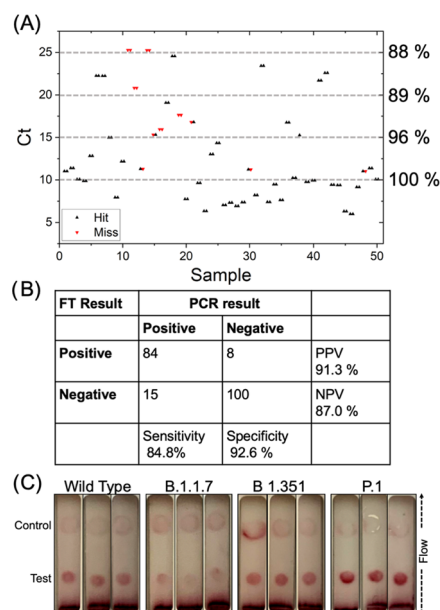 (A)
25
20
15
10
5
Ct
88 %
89 %
96 %
100 %
Hit
Miss
0
10
20
30
40
50
Sample
(B)
FT Result
PCR result
Positive
Negative
Positive
84
8
PPV
91.3 %
Negative
15
100
NPV
87.0 %
Sensitivity
84.8%
Specificity
92.6 %
(C)
Wild Type
B.1.1.7
B 1.351
P.1
Control
Test
Flow